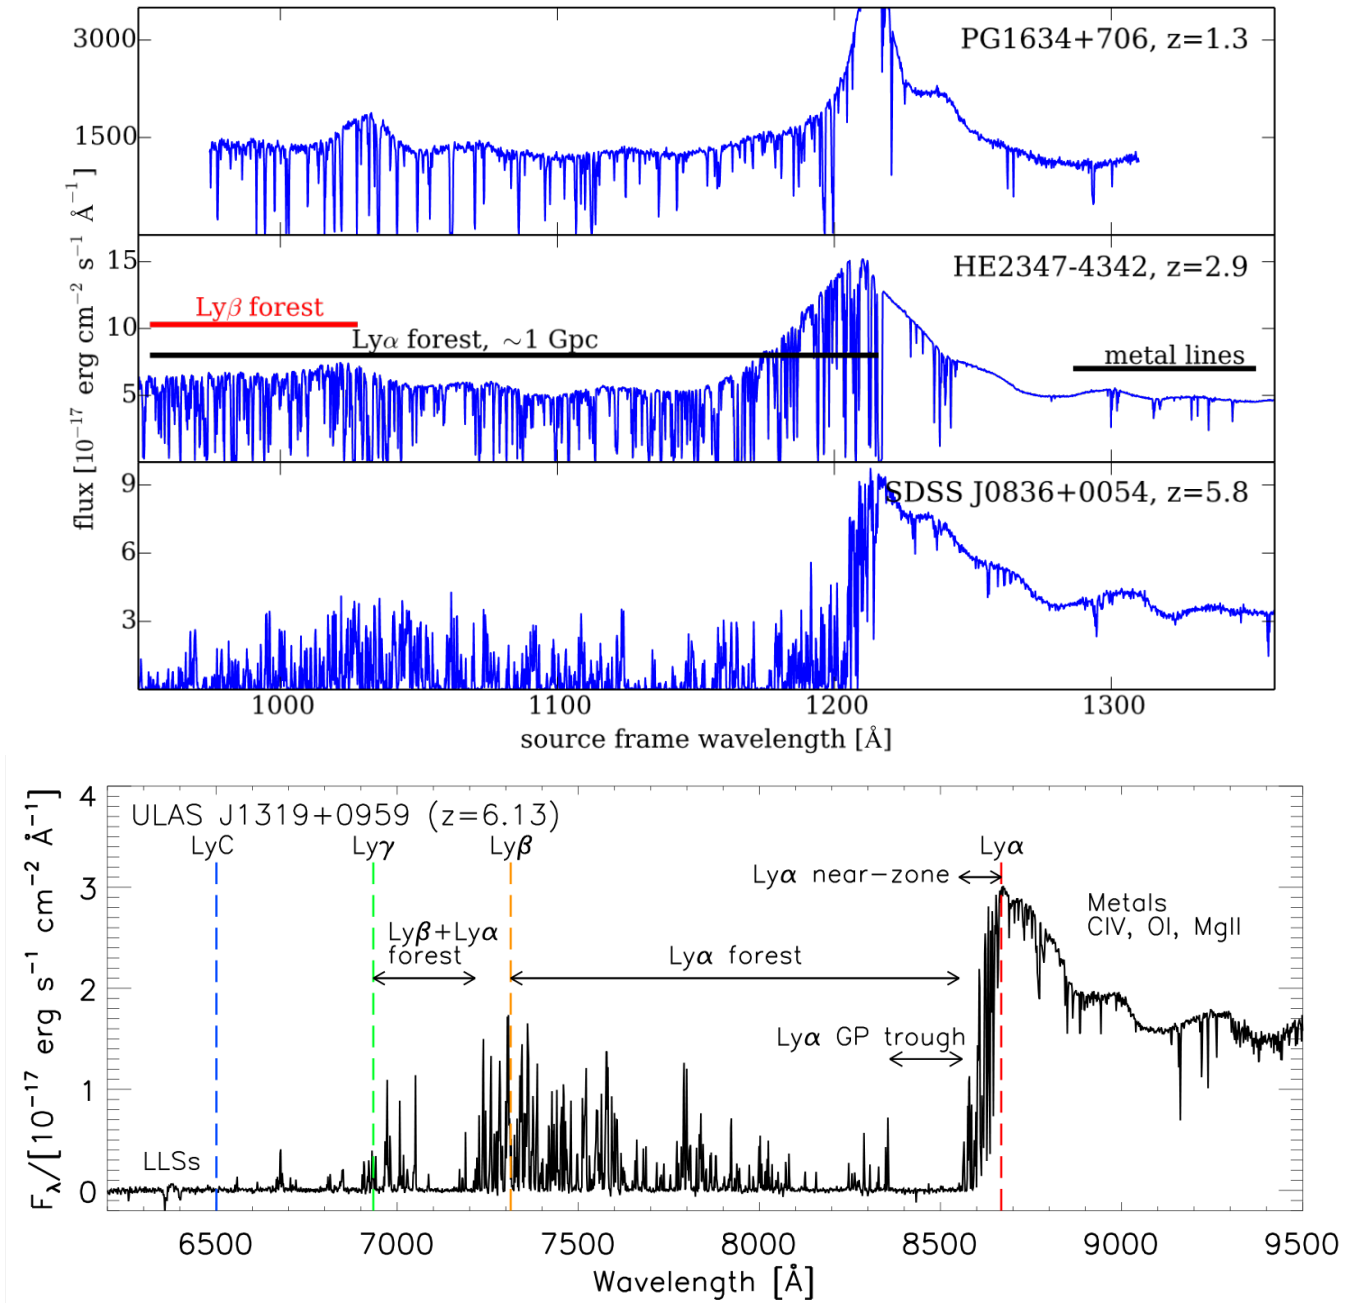 3000
1500
PG1634+706, z=1.3
flux [10⁻¹⁷ erg cm⁻² s⁻¹ Å⁻¹]
15
10
5
HE2347-4342, z=2.9
Lyβ forest
Lyα forest, ~1 Gpc
metal lines
9
6
3
SDSS J0836+0054, z=5.8
1000 1100 1200 1300
source frame wavelength [Å]
ULAS J1319+0959 (z=6.13)
LyC Lyγ Lyβ Lyα
Lyα near-zone
Metals
CIV, OI, MgII
Lyβ+Lyα
forest
Lyα forest
Lyα GP trough
LLSs
F_λ/[10⁻¹⁷ erg s⁻¹ cm⁻² Å⁻¹]
4
3
2
1
0
6500 7000 7500 8000 8500 9000 9500
Wavelength [Å]